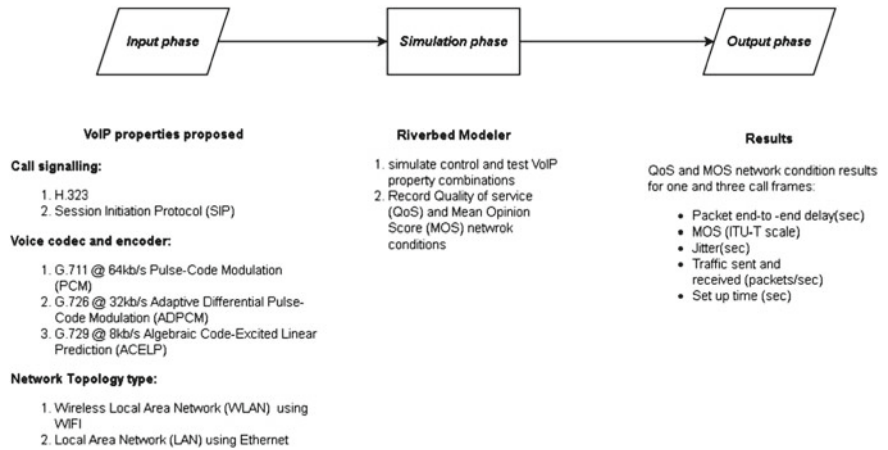 Input phase
Simulation phase
Output phase
VoIP properties proposed
Call signalling:
1. H.323
2. Session Initiation Protocol (SIP)
Voice codec and encoder:
1. G.711 @ 64kb/s Pulse-Code Modulation
(PCM)
2. G.726 @ 32kb/s Adaptive Differential Pulse-
Code Modulation (ADPCM)
3. G.729 @ 8kb/s Algebraic Code-Excited Linear
Prediction (ACELP)
Network Topology type:
1. Wireless Local Area Network (WLAN) using
WIFI
2. Local Area Network (LAN) using Ethernet
Riverbed Modeler
1. simulate control and test VoIP
property combinations
2. Record Quality of service
(QoS) and Mean Opinion
Score (MOS) netwrok
conditions
Results
QoS and MOS network condition results
for one and three call frames:
• Packet end-to -end delay(sec)
• MOS (ITU-T scale)
• Jitter(sec)
• Traffic sent and
received (packets/sec)
• Set up time (sec)